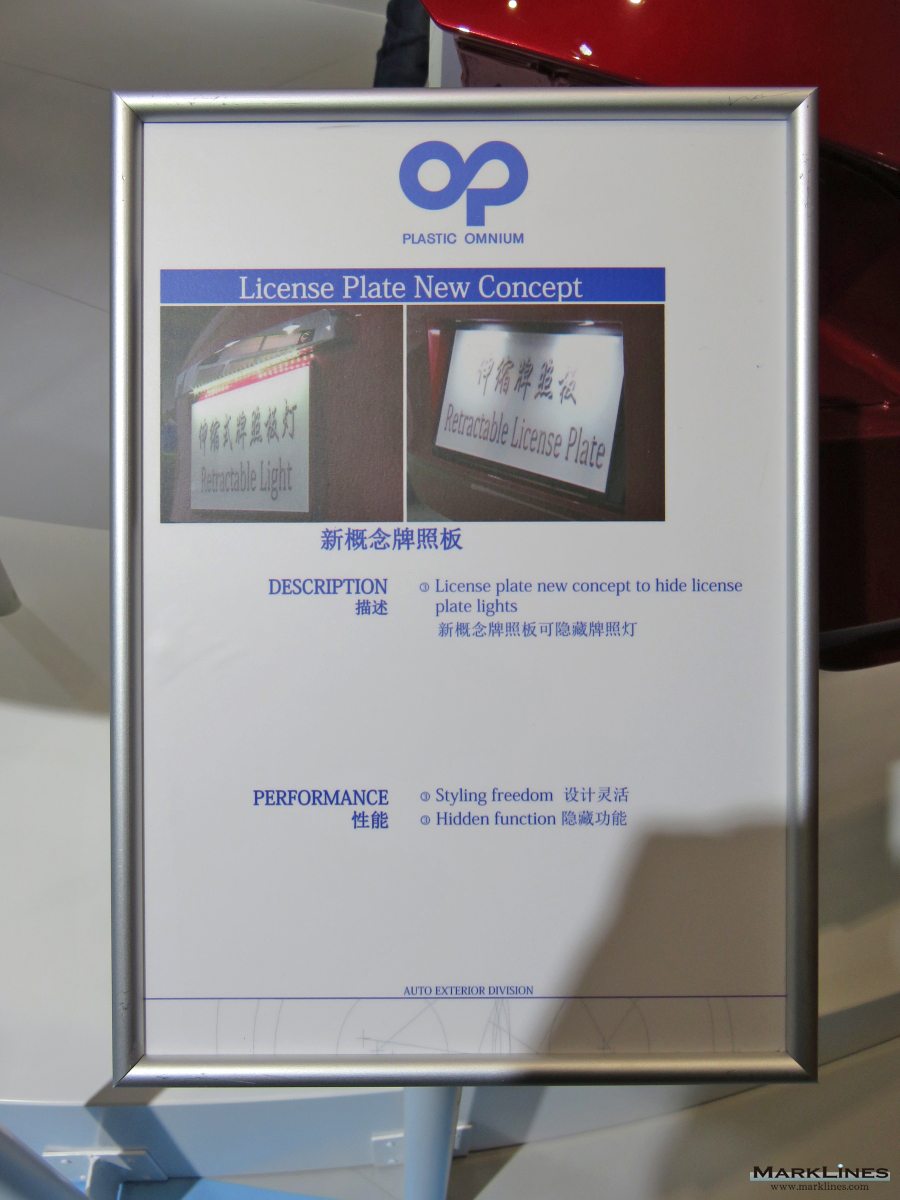 PLASTIC OMNIUM
License Plate New Concept
伸缩式牌照板灯
Retractable Light
伸缩牌照板
Retractable License Plate
新概念牌照板
DESCRIPTION
描述
License plate new concept to hide license
plate lights
新概念牌照板可隐藏牌照灯
PERFORMANCE
性能
Styling freedom 设计灵活
Hidden function 隐藏功能
AUTO EXTERIOR DIVISION
MARKLINES
www.marklines.com